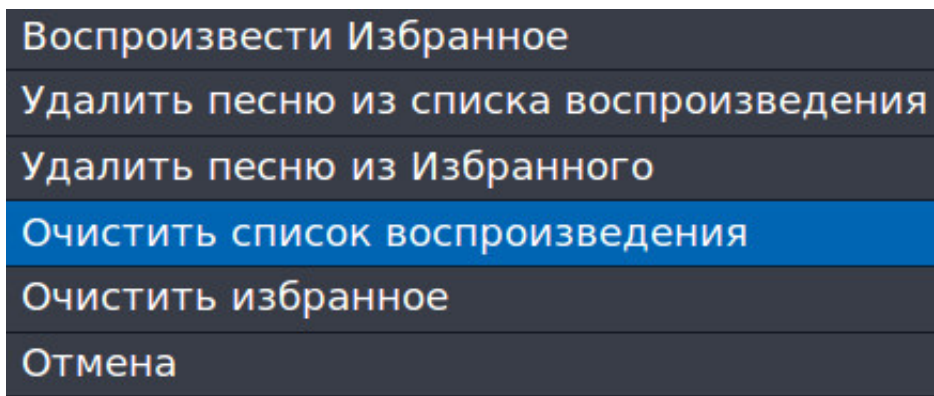 Воспроизвести Избранное
Удалить песню из списка воспроизведения
Удалить песню из Избранного
Очистить список воспроизведения
Очистить избранное
Отмена